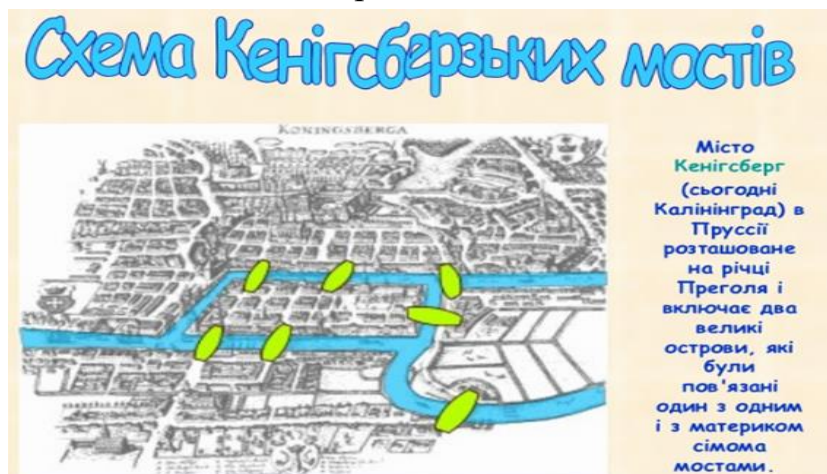 Схема Кенігсберзьких мостів
KONINGSBERGA
Місто
Кенігсберг
(сьогодні
Калінінград) в
Пруссії
розташоване
на річці
Преголя і
включає два
великі
острови, які
були
пов'язані
один з одним
і з материком
сімома
мостами.